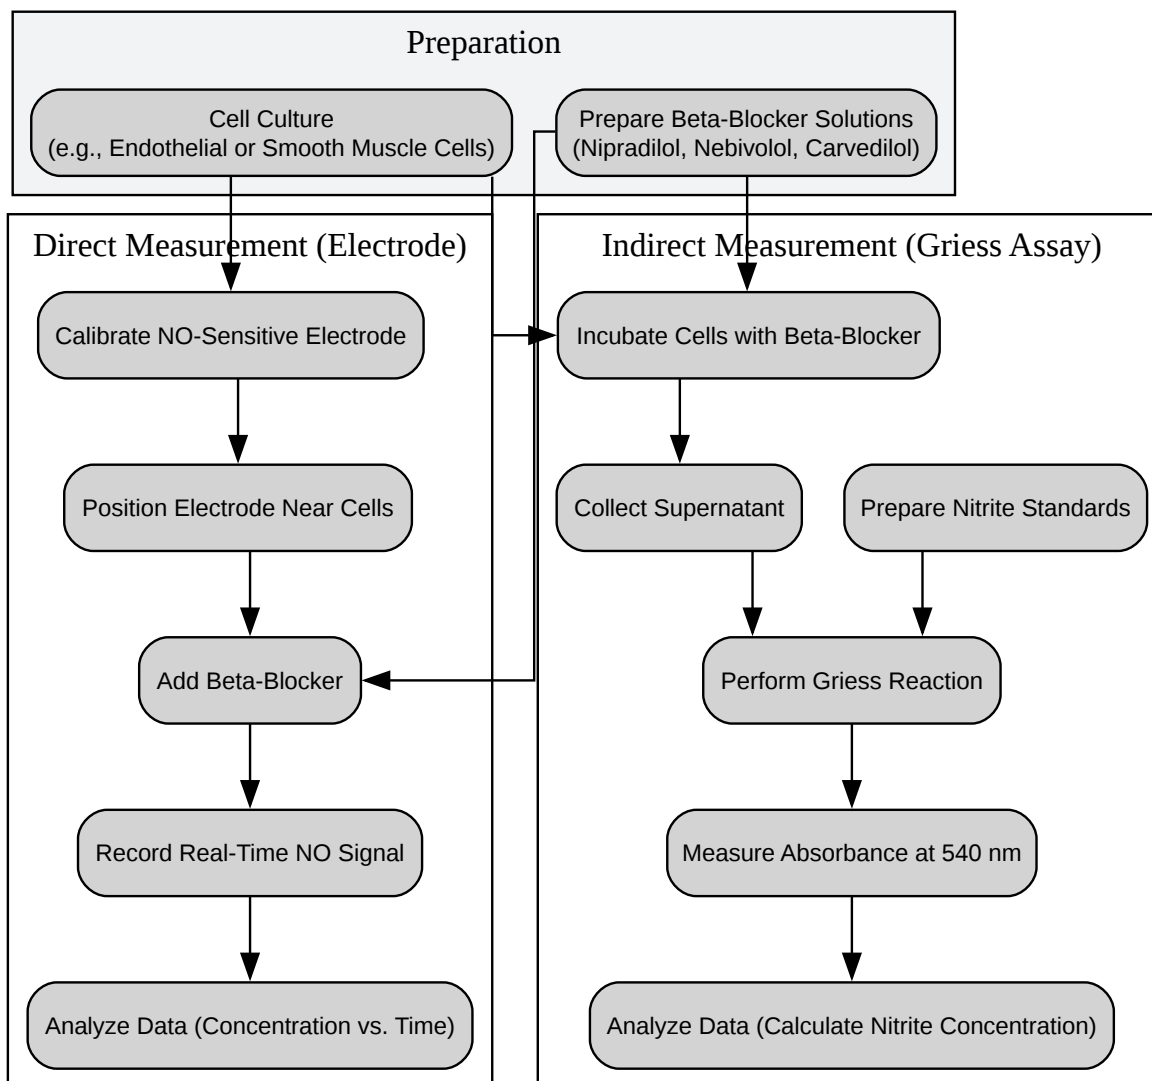 Preparation
Cell Culture
(e.g., Endothelial or Smooth Muscle Cells)
Prepare Beta-Blocker Solutions
(Nipradilol, Nebivolol, Carvedilol)
Direct Measurement (Electrode)
Calibrate NO-Sensitive Electrode
Position Electrode Near Cells
Add Beta-Blocker
Record Real-Time NO Signal
Analyze Data (Concentration vs. Time)
Indirect Measurement (Griess Assay)
Incubate Cells with Beta-Blocker
Collect Supernatant
Prepare Nitrite Standards
Perform Griess Reaction
Measure Absorbance at 540 nm
Analyze Data (Calculate Nitrite Concentration)